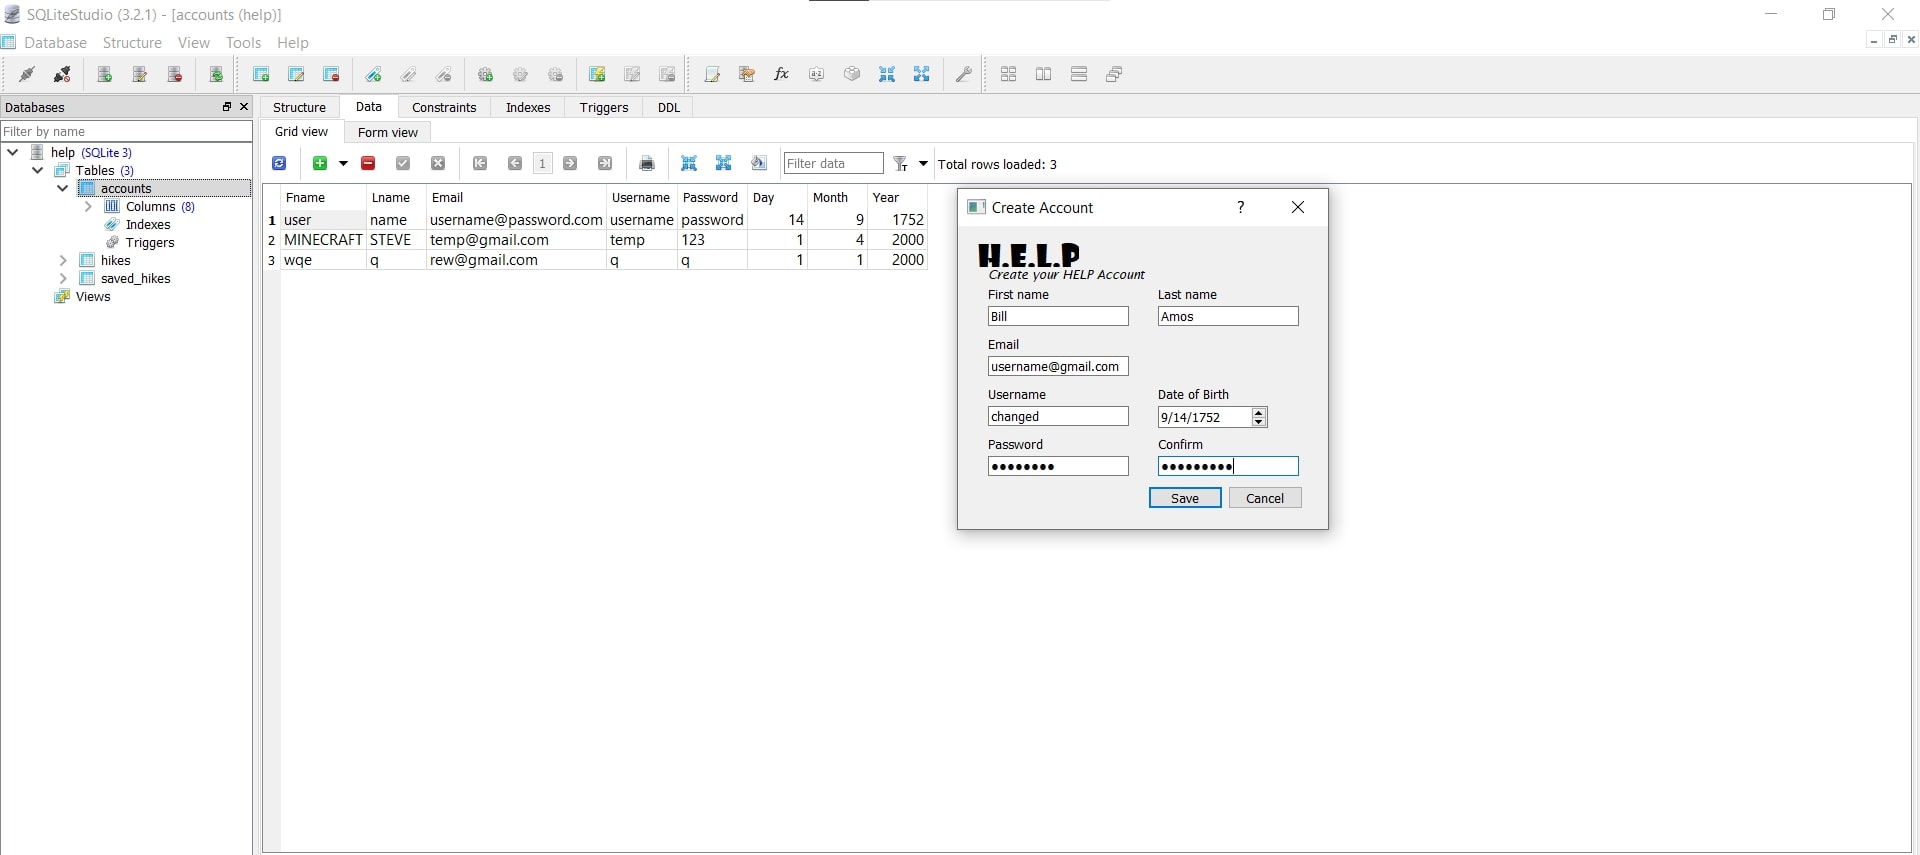 SQLiteStudio (3.2.1) - [accounts (help)]
Database Structure View Tools Help
Databases
Filter by name
help (SQLite 3)
Tables (3)
accounts
Columns (8)
Indexes
Triggers
hikes
saved_hikes
Views
Structure Data Constraints Indexes Triggers DDL
Grid view Form view
1 Filter data Total rows loaded: 3
Fname Lname Email Username Password Day Month Year
1 user name username@password.com username password 14 9 1752
2 MINECRAFT STEVE temp@gmail.com temp 123 1 4 2000
3 wqe q rew@gmail.com q q 1 1 2000
Create Account ?
H.E.L.P
Create your HELP Account
First name Last name
Bill Amos
Email
username@gmail.com
Username Date of Birth
changed 9/14/1752
Password Confirm
●●●●●●●● ●●●●●●●●●
Save Cancel